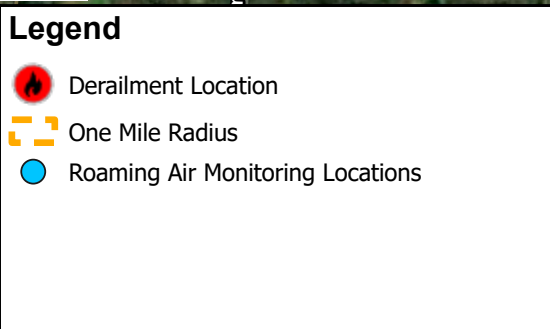 Legend
Derailment Location
One Mile Radius
Roaming Air Monitoring Locations